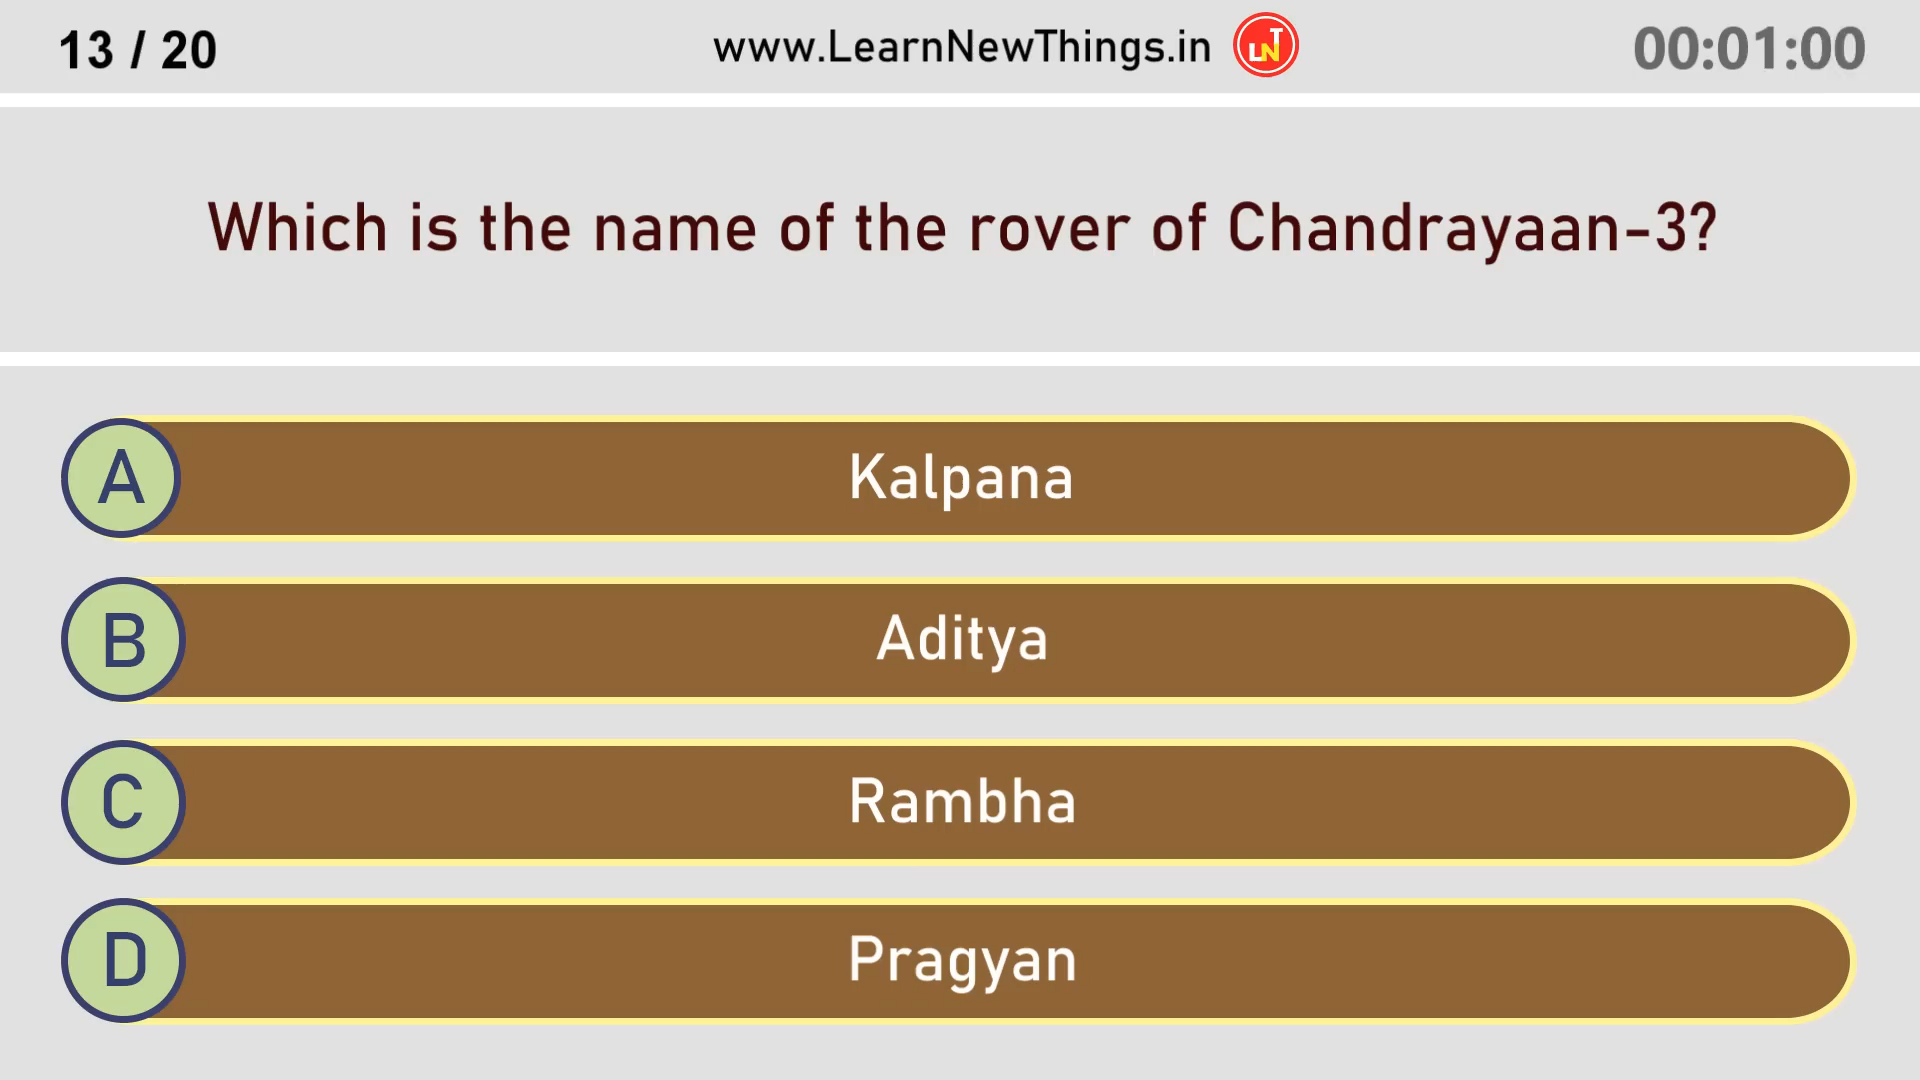 13 / 20
www.LearnNewThings.in
LNT
00:01:00
Which is the name of the rover of Chandrayaan-3?
A Kalpana
B Aditya
C Rambha
D Pragyan